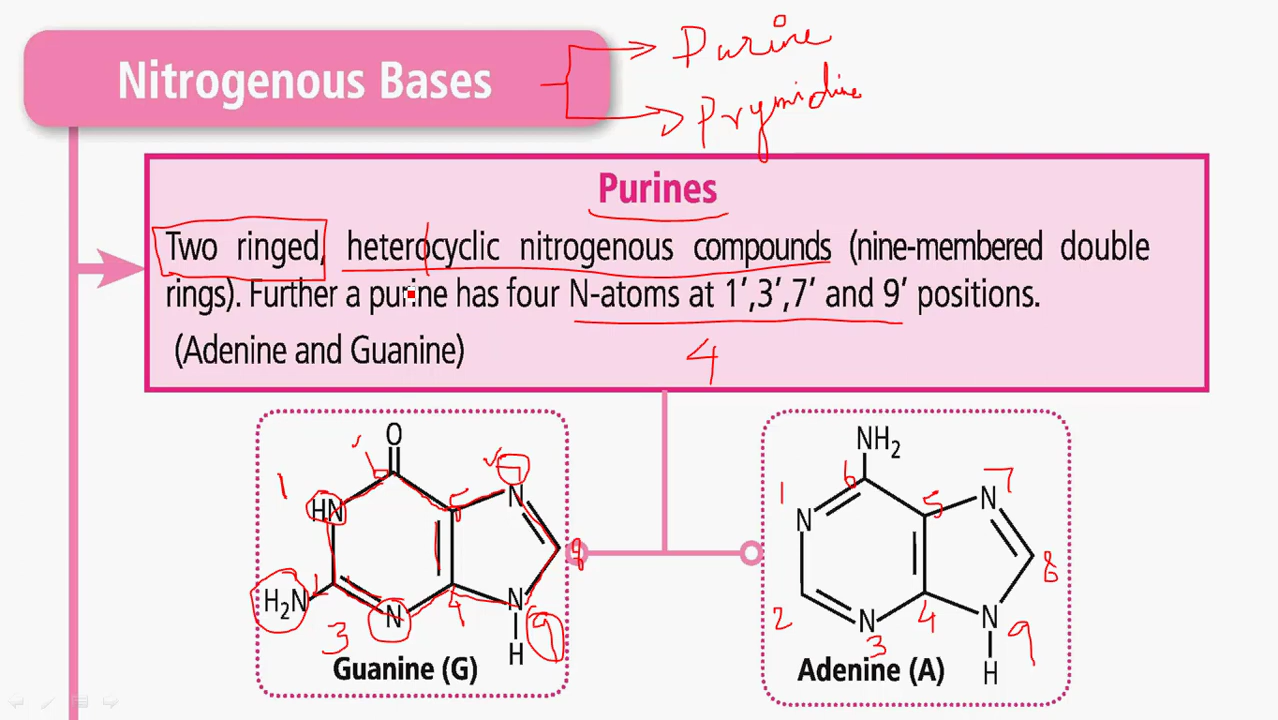 Nitrogenous Bases
Purine
Prymidine
Purines
Two ringed, heterocyclic nitrogenous compounds (nine-membered double
rings). Further a purine has four N-atoms at 1′,3′,7′ and 9′ positions.
(Adenine and Guanine)
4
O
1
HN
5
7
N
8
H₂N
3
N
4
N
9
H
Guanine (G)
NH₂
6
1
N
5
N
7
8
2
N
3
4
N
9
H
Adenine (A)